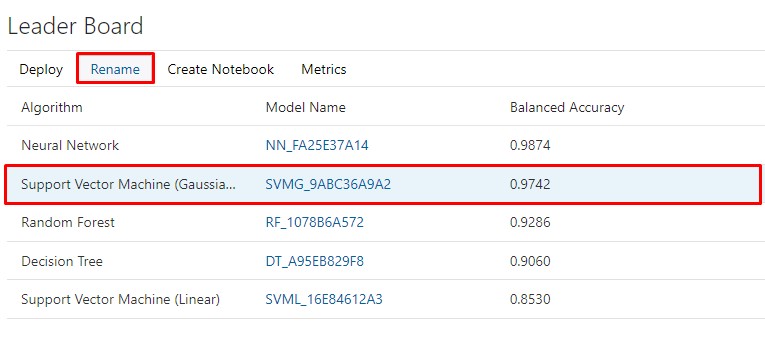 Leader Board
Deploy Rename Create Notebook Metrics
Algorithm Model Name Balanced Accuracy
Neural Network NN_FA25E37A14 0.9874
Support Vector Machine (Gaussia... SVMG_9ABC36A9A2 0.9742
Random Forest RF_1078B6A572 0.9286
Decision Tree DT_A95EB829F8 0.9060
Support Vector Machine (Linear) SVML_16E84612A3 0.8530